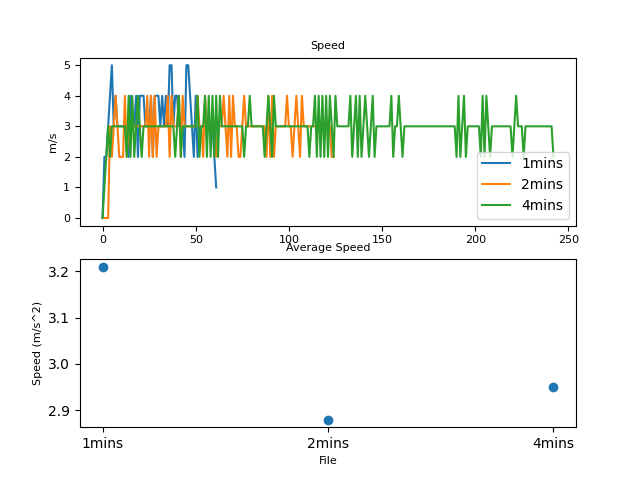 Speed
5
4
3
2
1
0
m/s
1mins
2mins
4mins
0 50 100 150 200 250
Average Speed
3.2
3.1
3.0
2.9
Speed (m/s^2)
1mins 2mins 4mins
File